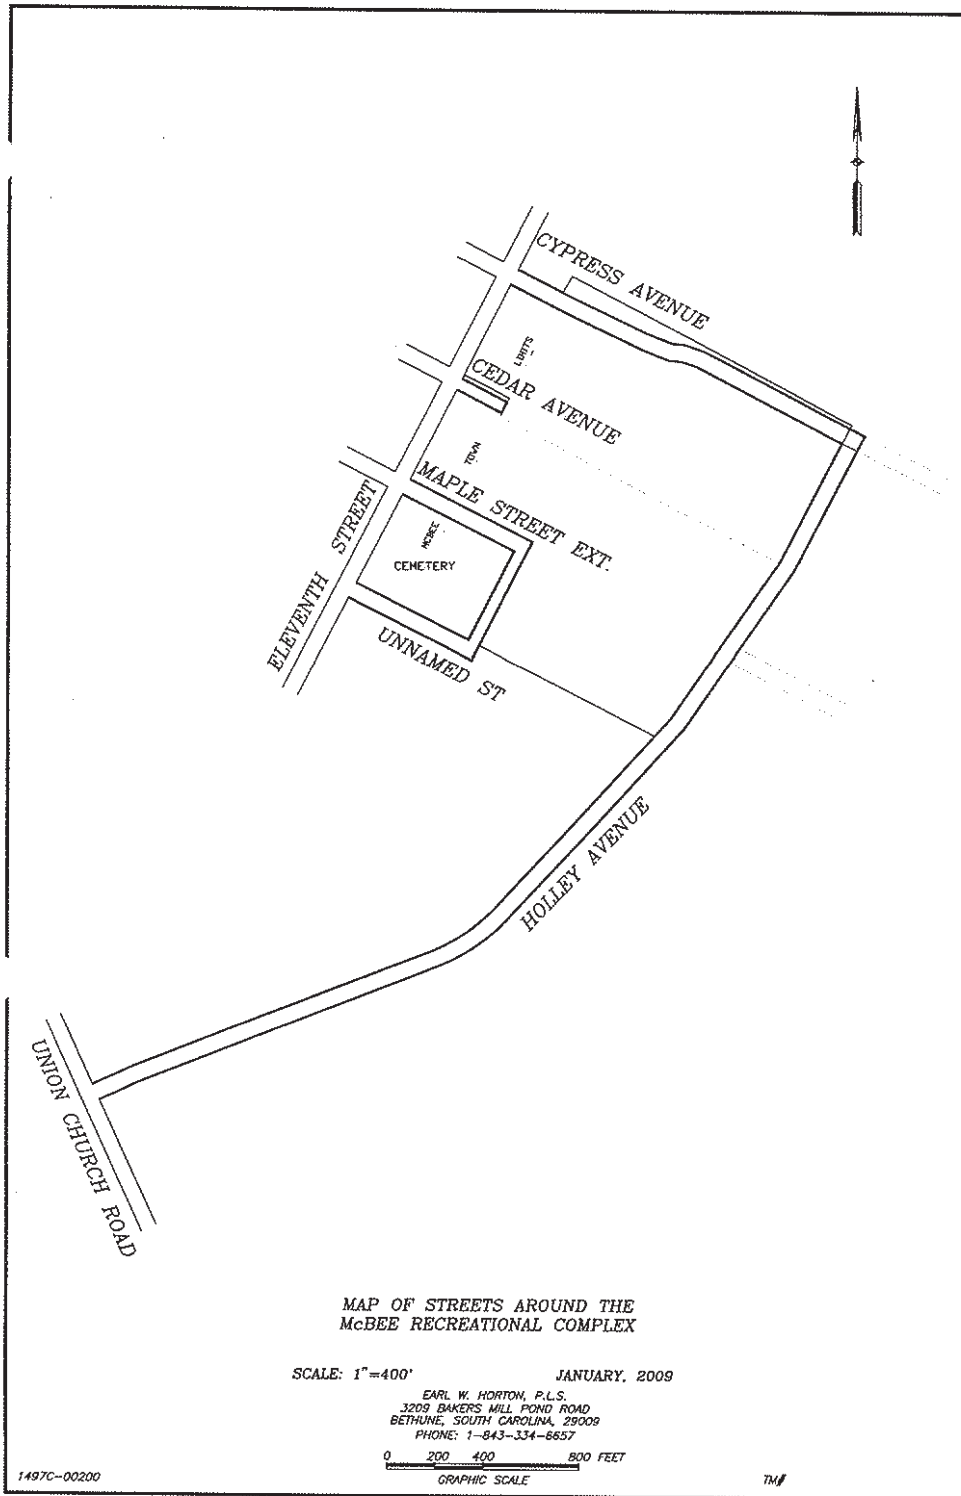 CYPRESS AVENUE
LIMITS
CEDAR AVENUE
TOWN
MAPLE STREET EXT.
MCBEE
CEMETERY
ELEVENTH STREET
UNNAMED ST
HOLLEY AVENUE
UNION CHURCH ROAD
MAP OF STREETS AROUND THE
McBEE RECREATIONAL COMPLEX
SCALE: 1"=400' JANUARY, 2009
EARL W. HORTON, P.L.S.
3209 BAKERS MILL POND ROAD
BETHUNE, SOUTH CAROLINA, 29009
PHONE: 1-843-334-6657
0 200 400 800 FEET
GRAPHIC SCALE
1497C-00200 TM#